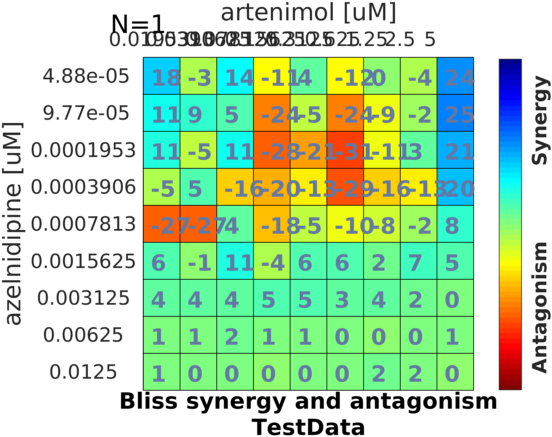 artenimol [uM]
N=1
2.5 5
4.88e-05 18 -3 14 -11 4 -12 0 -4 24
9.77e-05 11 9 5 -24 -5 -24 -9 -2 25
0.0001953 11 -5 11 -28 -21 -31 -11 3 21
0.0003906 -5 5 -16 -20 -13 -29 -16 -13 20
0.0007813 -27 -27 4 -18 -5 -10 -8 -2 8
0.0015625 6 -1 11 -4 6 6 2 7 5
0.003125 4 4 4 5 5 3 4 2 0
0.00625 1 1 2 1 1 0 0 0 1
0.0125 1 0 0 0 0 0 2 2 0
azelnidipine [uM]
Synergy
Antagonism
Bliss synergy and antagonism
TestData